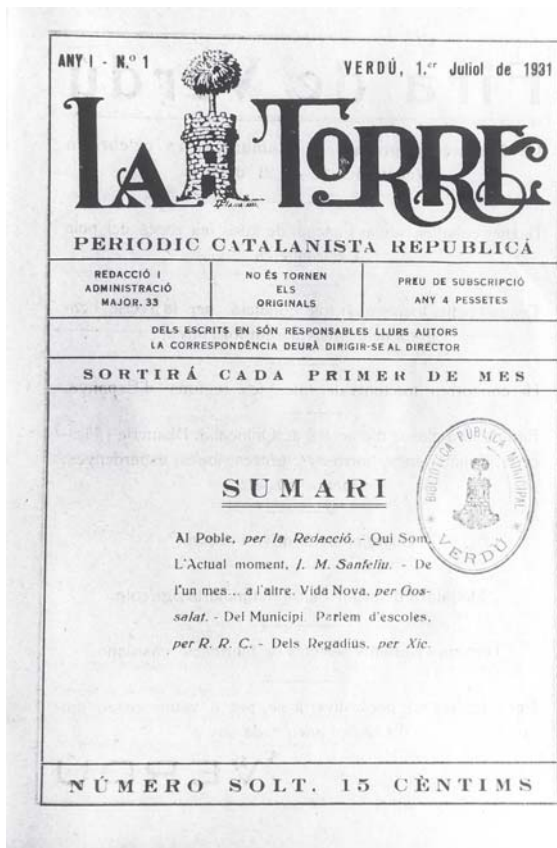 ANY I - N.º 1
VERDÚ, 1.er Juliol de 1931
LA TORRE
PERIODIC CATALANISTA REPUBLICÁ
REDACCIÓ I
ADMINISTRACIÓ
MAJOR, 33
NO ÉS TORNEN
ELS
ORIGINALS
PREU DE SUBSCRIPCIÓ
ANY 4 PESSETES
DELS ESCRITS EN SÓN RESPONSABLES LLURS AUTORS
LA CORRESPONDÈNCIA DEURÀ DIRIGIR-SE AL DIRECTOR
SORTIRÁ CADA PRIMER DE MES
SUMARI
Al Poble, per la Redacció. - Qui Som.
L'Actual moment, J. M. Sanfeliu. - De
l'un mes... a l'altre. Vida Nova, per Gos-
salat. - Del Municipi Parlem d'escoles,
per R. R. C. - Dels Regadiüs, per Xic.
BIBLIOTECA PÚBLICA MUNICIPAL
VERDÚ
NÚMERO SOLT. 15 CÈNTIMS